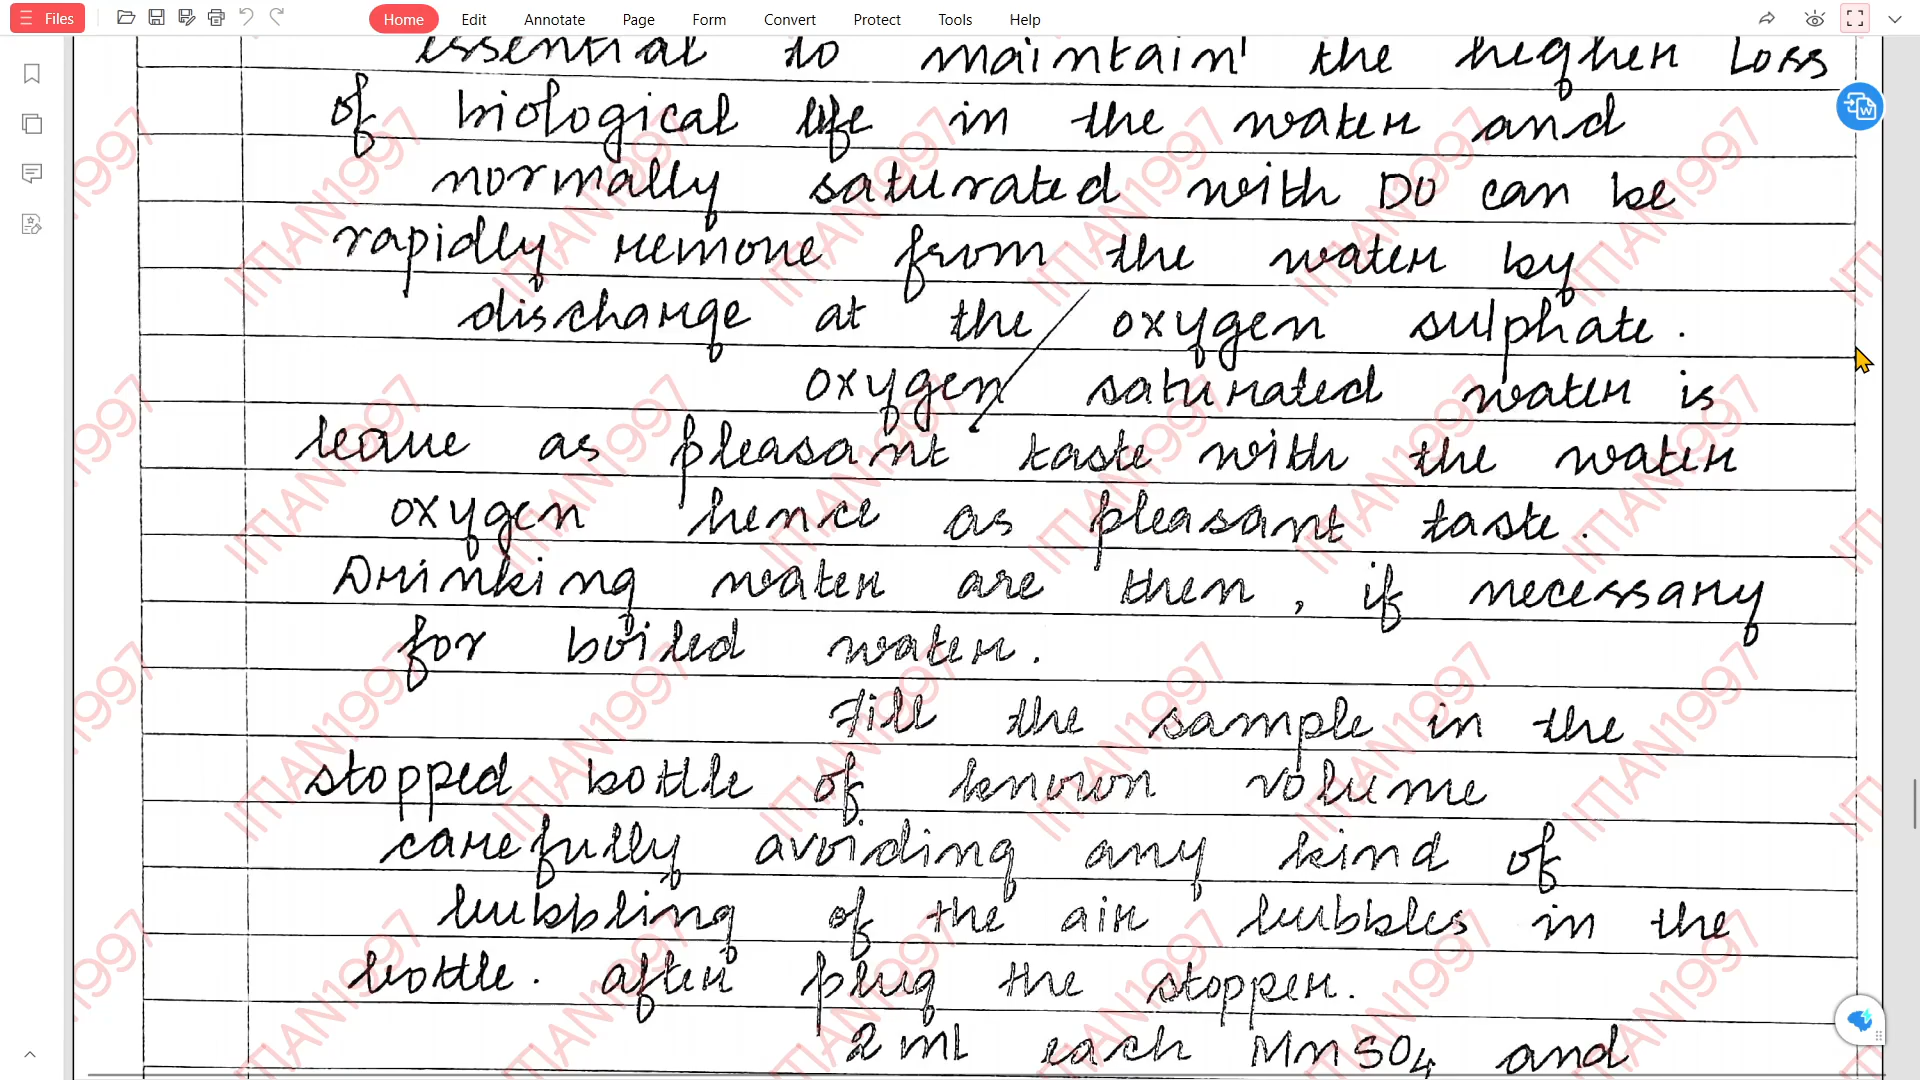 Files
Home Edit Annotate Page Form Convert Protect Tools Help
essential to maintain the higher Loss
of biological life in the water and
normally saturated with DO can be
rapidly remove from the water by
discharge at the oxygen sulphate.
oxygen saturated water is
leave as pleasant taste with the water
oxygen hence as pleasant taste.
Drinking water are then, if necessary
for boiled water.
Fill the sample in the
stopped bottle of known volume
carefully avoiding any kind of
bubbling of the air bubbles in the
bottle. after plug the stopper.
2 ml each MnSO4 and
IMAN1997